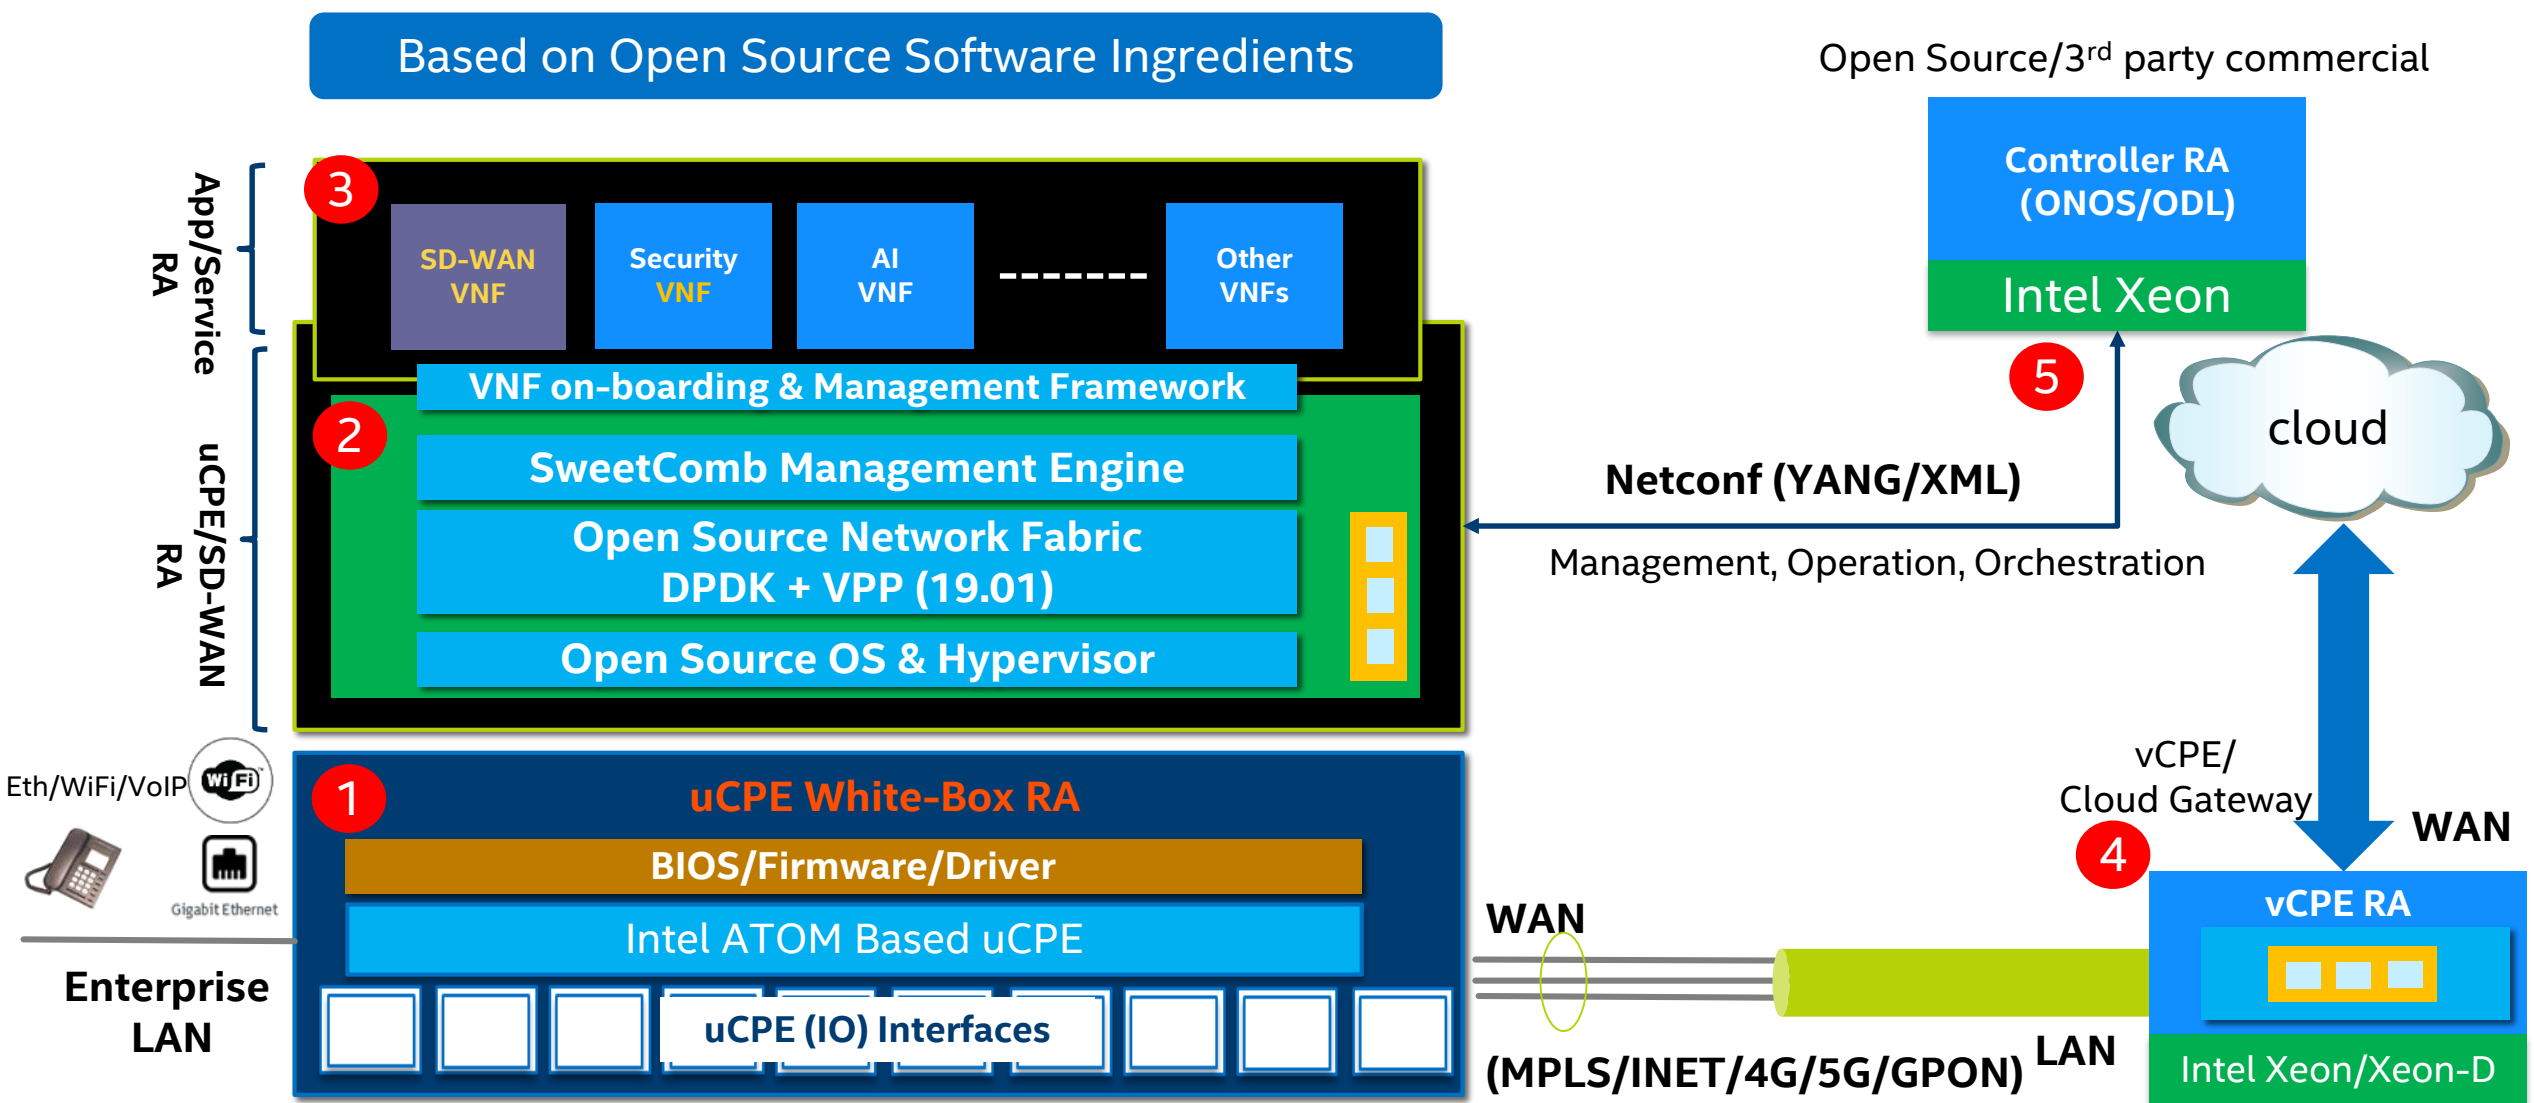 Based on Open Source Software Ingredients
Open Source/3rd party commercial
Controller RA
(ONOS/ODL)
Intel Xeon
5
cloud
3
App/Service
RA
SD-WAN
VNF
Security
VNF
AI
VNF
Other
VNFs
VNF on-boarding & Management Framework
2
uCPE/SD-WAN
RA
SweetComb Management Engine
Open Source Network Fabric
DPDK + VPP (19.01)
Open Source OS & Hypervisor
Netconf (YANG/XML)
Management, Operation, Orchestration
Eth/WiFi/VoIP
Wi Fi
TM
Gigabit Ethernet
Enterprise
LAN
1
uCPE White-Box RA
BIOS/Firmware/Driver
Intel ATOM Based uCPE
uCPE (IO) Interfaces
WAN
(MPLS/INET/4G/5G/GPON)
LAN
vCPE/
Cloud Gateway
4
WAN
vCPE RA
Intel Xeon/Xeon-D